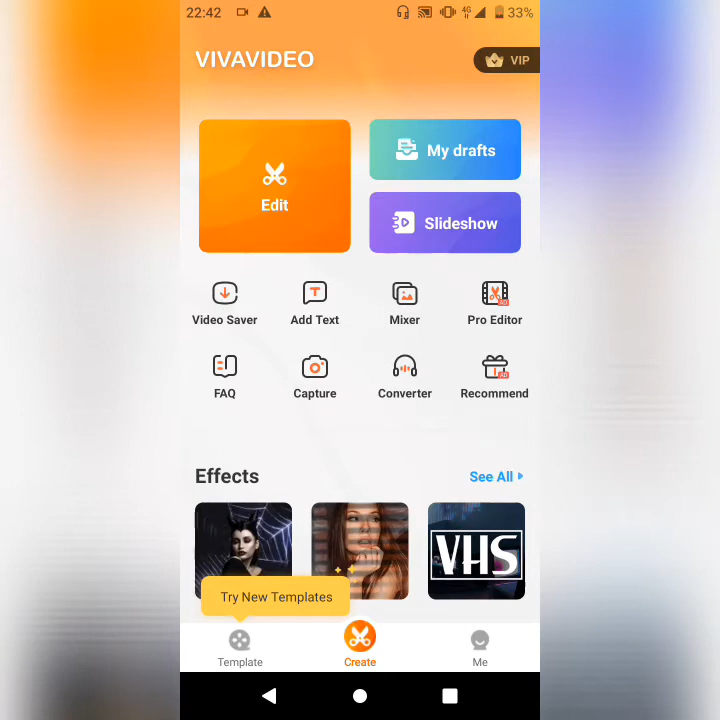 22:42
4G
33%
VIVAVIDEO
VIP
Edit
My drafts
Slideshow
Video Saver
Add Text
Mixer
Pro Editor
FAQ
Capture
Converter
Recommend
Effects
See All
VHS
Try New Templates
Template
Create
Me